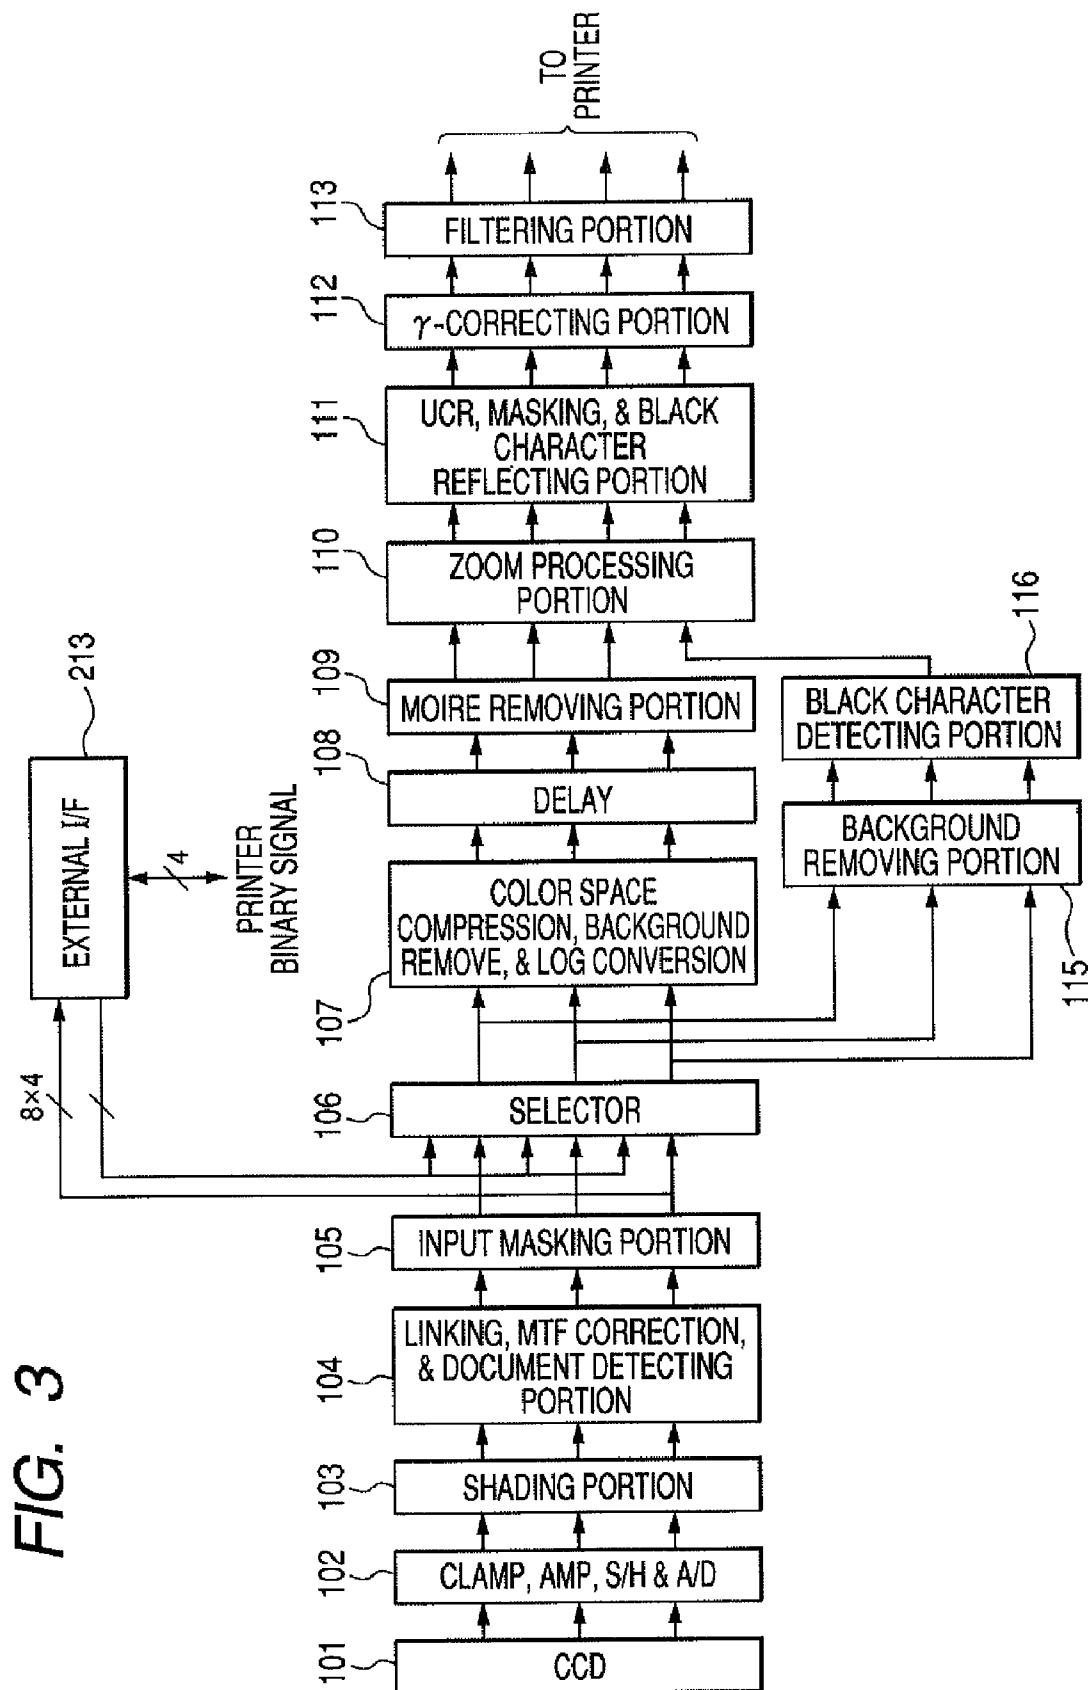 FIG. 3
TO
PRINTER
113
FILTERING PORTION
112
γ-CORRECTING PORTION
111
UCR, MASKING, & BLACK
CHARACTER
REFLECTING PORTION
110
ZOOM PROCESSING
PORTION
116
BLACK CHARACTER
DETECTING PORTION
213
EXTERNAL I/F
109
MOIRE REMOVING PORTION
108
DELAY
BACKGROUND
REMOVING PORTION
115
4
PRINTER
BINARY SIGNAL
107
COLOR SPACE
COMPRESSION, BACKGROUND
REMOVE, & LOG CONVERSION
8×4
106
SELECTOR
105
INPUT MASKING PORTION
104
LINKING, MTF CORRECTION,
& DOCUMENT DETECTING
PORTION
103
SHADING PORTION
102
CLAMP, AMP, S/H & A/D
101
CCD